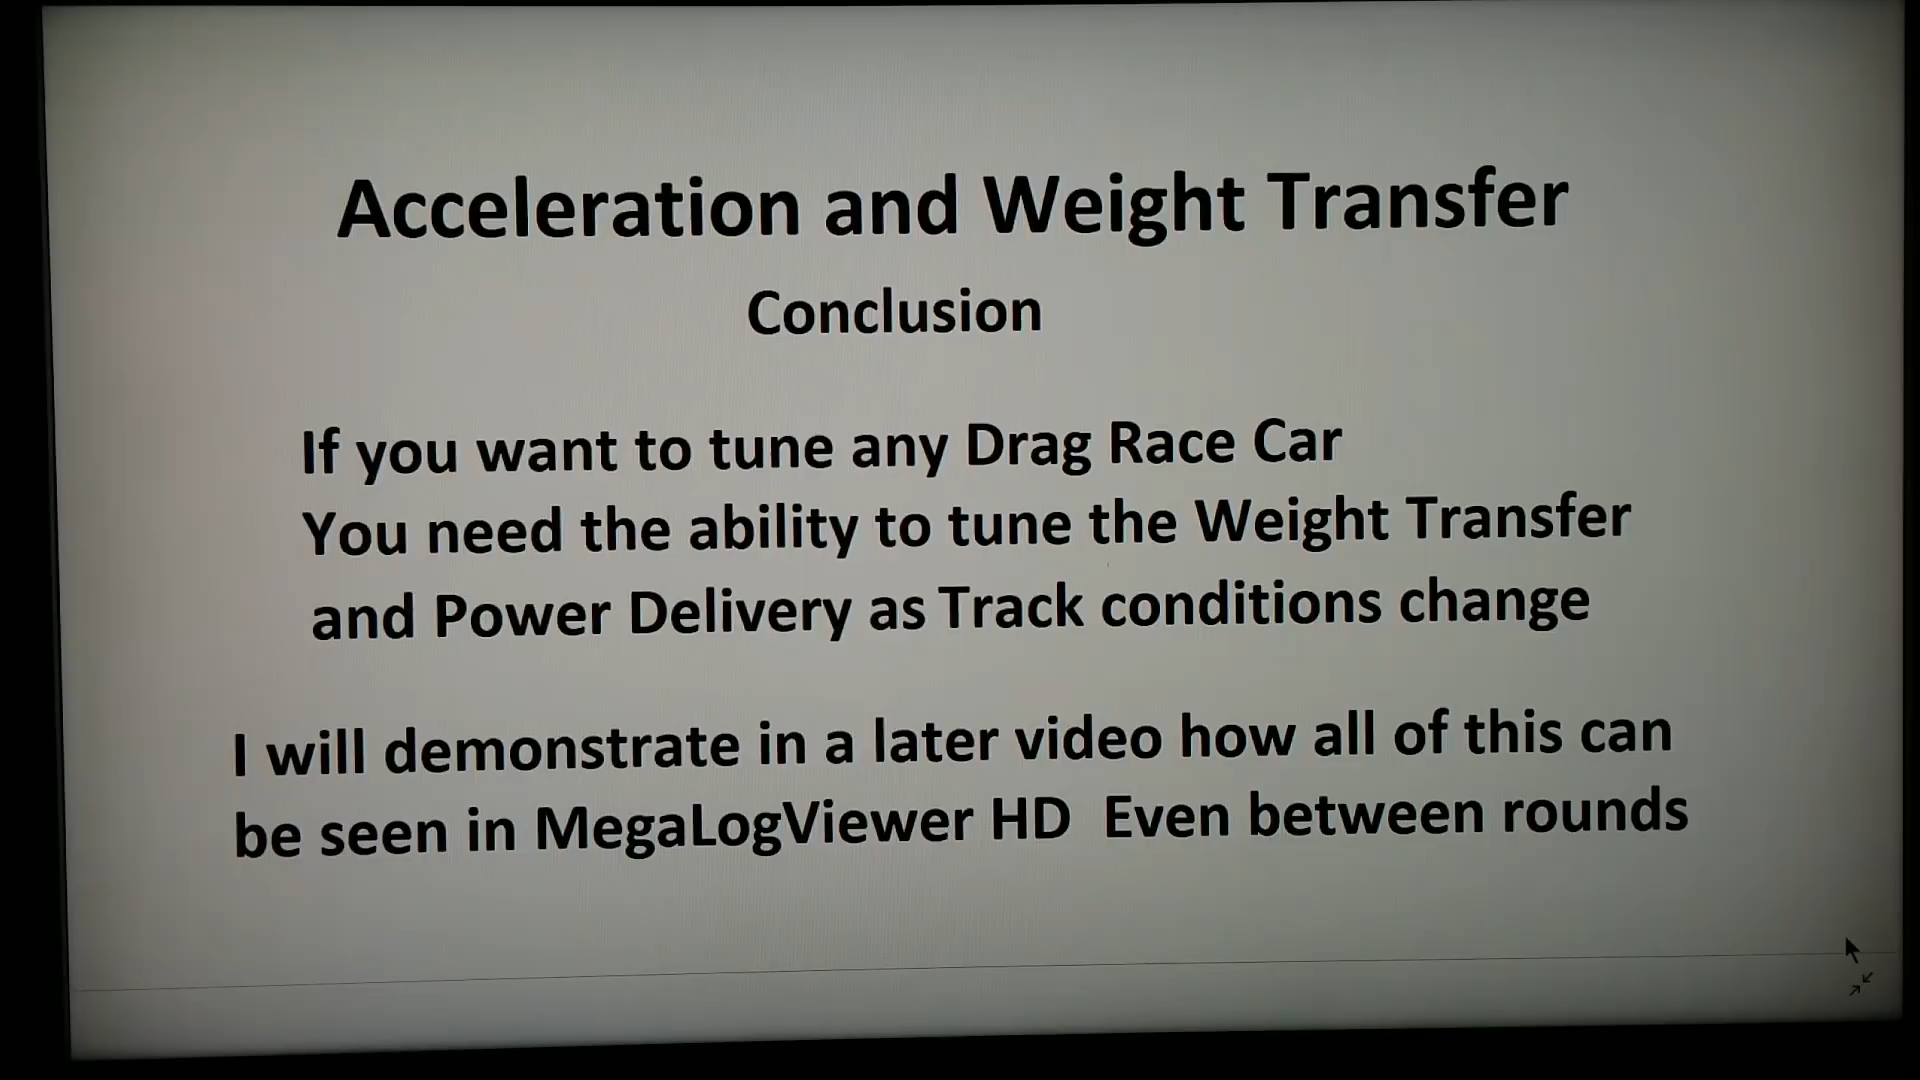 Acceleration and Weight Transfer
Conclusion
If you want to tune any Drag Race Car
You need the ability to tune the Weight Transfer
and Power Delivery as Track conditions change
I will demonstrate in a later video how all of this can
be seen in MegaLogViewer HD  Even between rounds